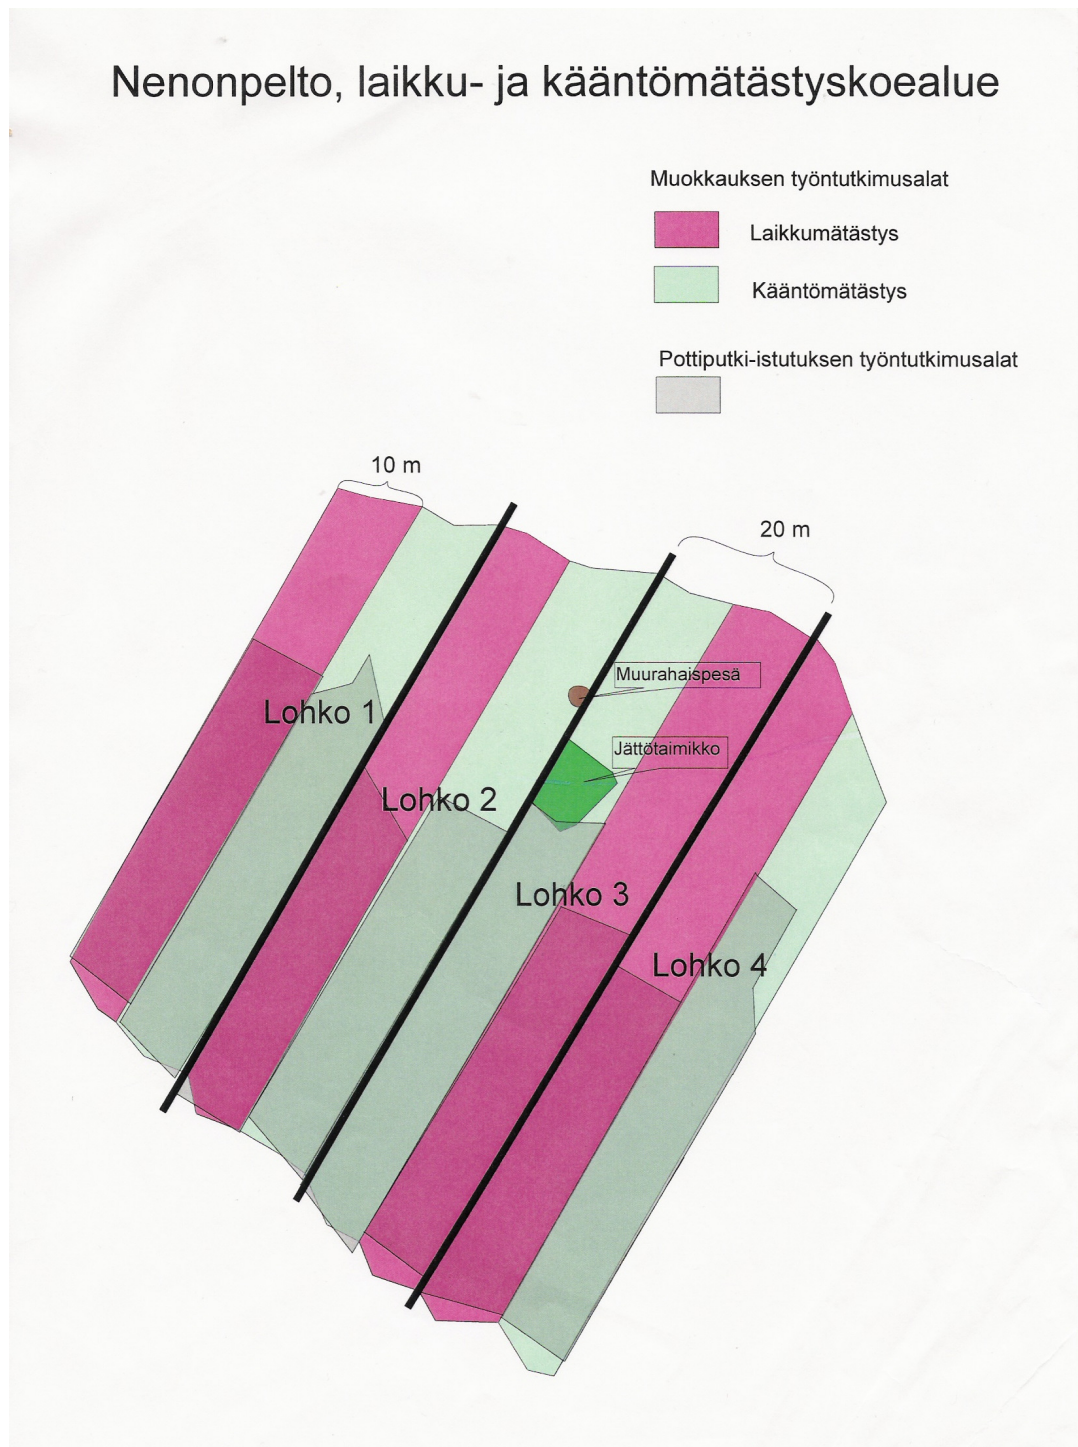 Nenonpelto, laikku- ja kääntömätästyskoealue
Muokkauksen työntutkimusalat
Laikkumätästys
Kääntömätästys
Pottiputki-istutuksen työntutkimusalat
10 m
20 m
Muurahaispesä
Lohko 1
Jättötaimikko
Lohko 2
Lohko 3
Lohko 4